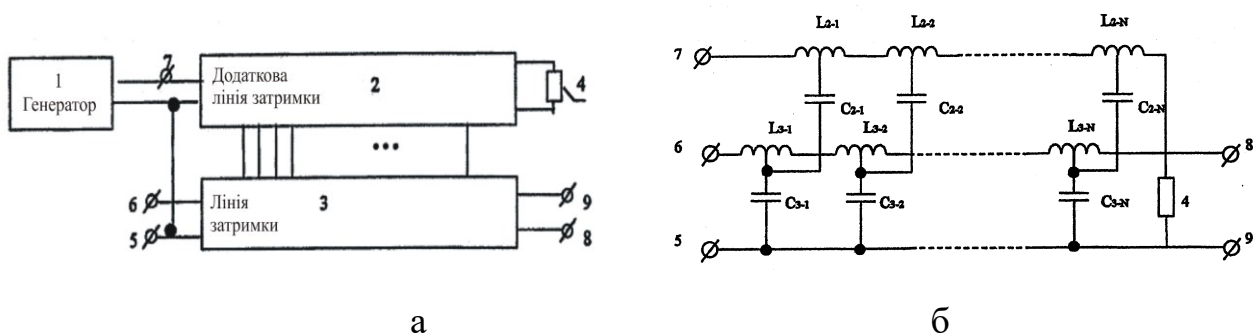 1
Генератор
7
Додаткова
лінія затримки
2
4
•••
6
5
Лінія
затримки
3
9
8
а
7
L2-1
L2-2
L2-N
C2-1
C2-2
C2-N
6
L3-1
L3-2
L3-N
8
C3-1
C3-2
C3-N
4
5
9
б